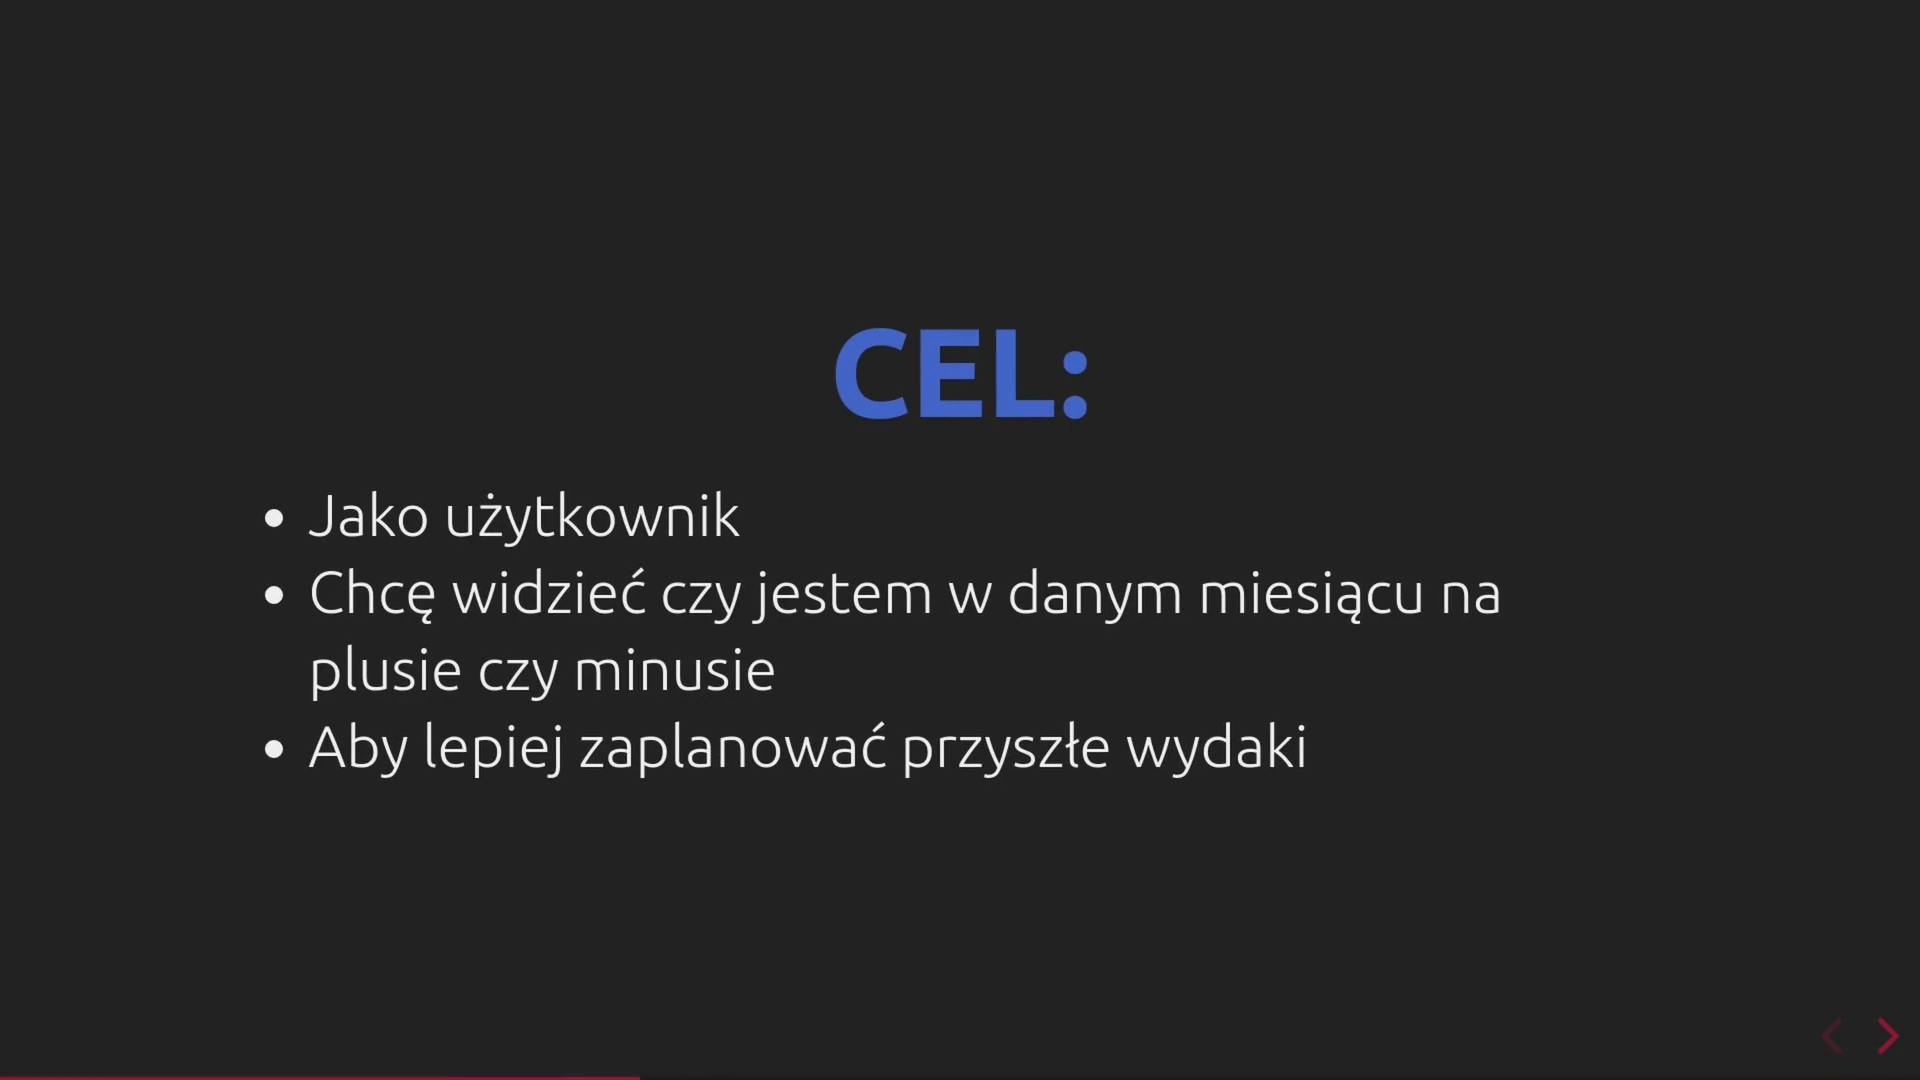 CEL:
Jako użytkownik
Chcę widzieć czy jestem w danym miesiącu na
plusie czy minusie
Aby lepiej zaplanować przyszłe wydaki